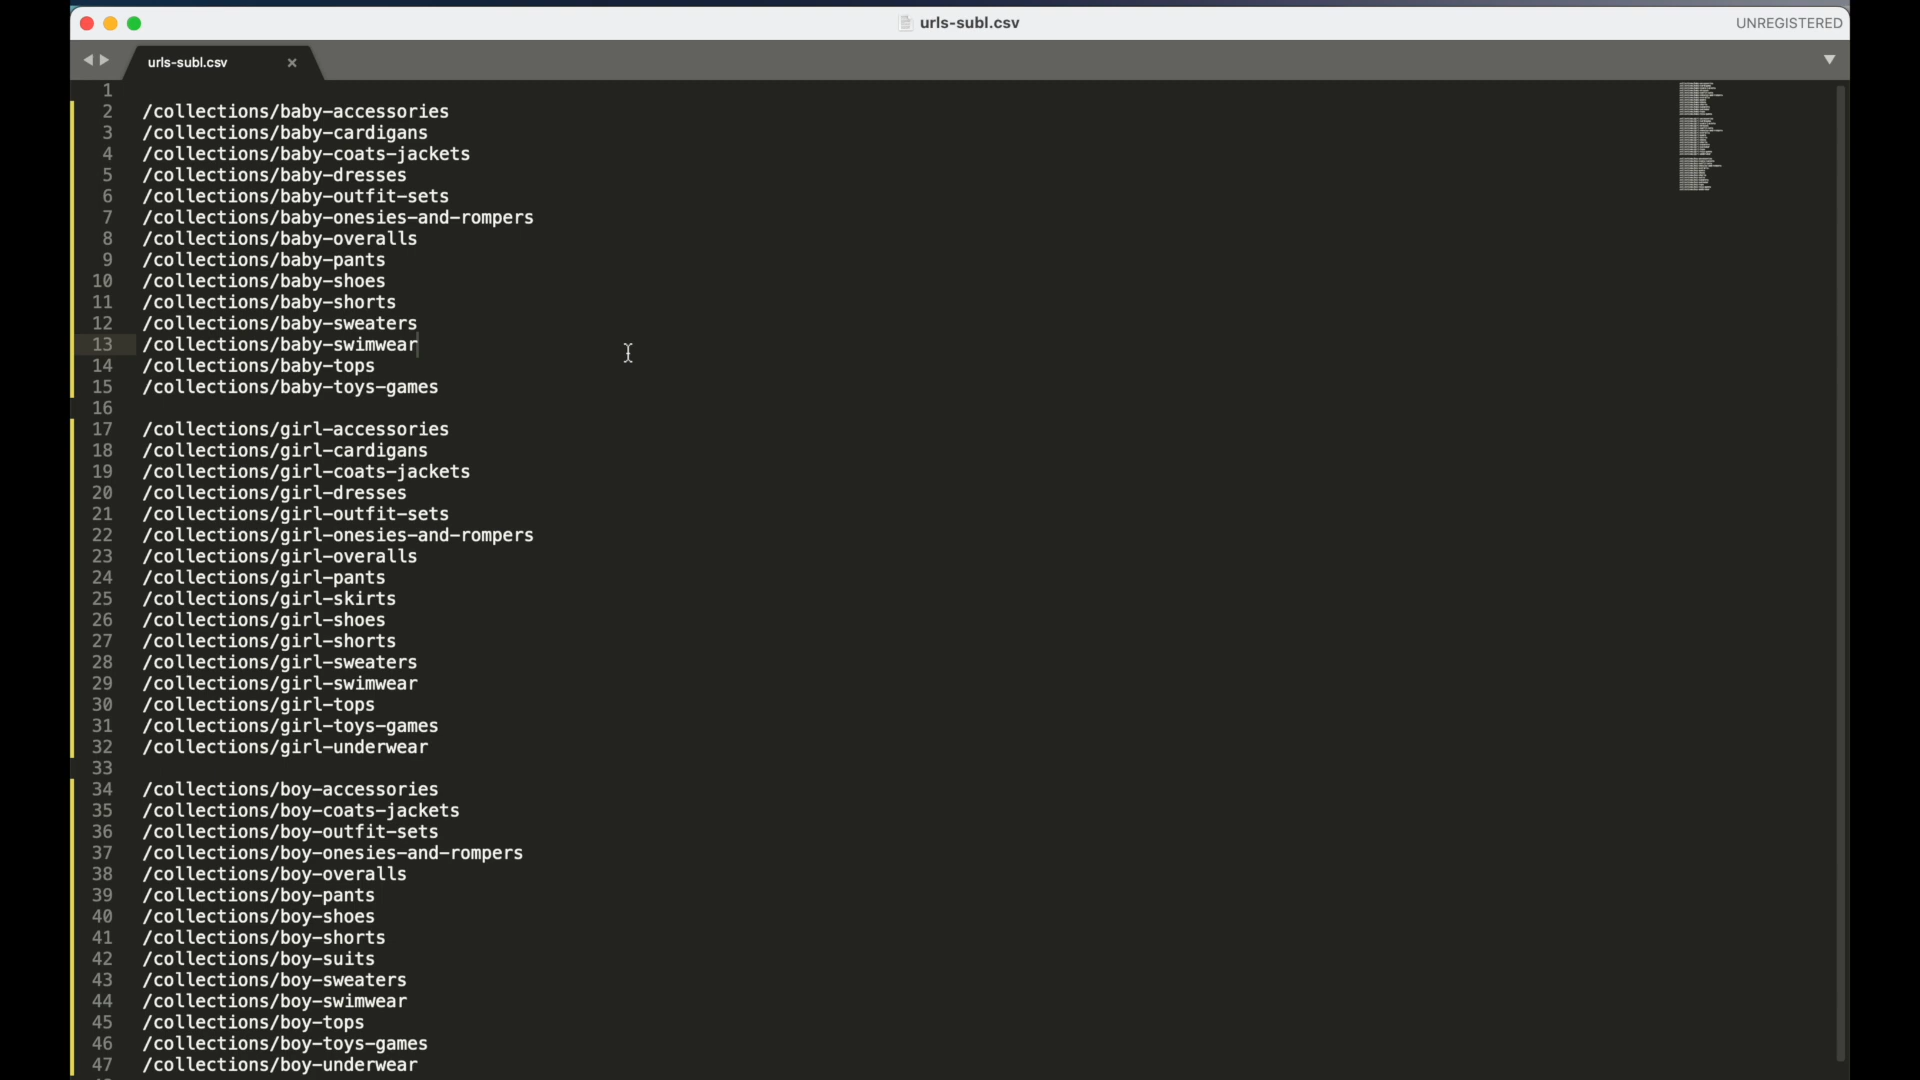 urls-subl.csv
UNREGISTERED
urls-subl.csv ×
1
2 /collections/baby-accessories
3 /collections/baby-cardigans
4 /collections/baby-coats-jackets
5 /collections/baby-dresses
6 /collections/baby-outfit-sets
7 /collections/baby-onesies-and-rompers
8 /collections/baby-overalls
9 /collections/baby-pants
10 /collections/baby-shoes
11 /collections/baby-shorts
12 /collections/baby-sweaters
13 /collections/baby-swimwear
14 /collections/baby-tops
15 /collections/baby-toys-games
16
17 /collections/girl-accessories
18 /collections/girl-cardigans
19 /collections/girl-coats-jackets
20 /collections/girl-dresses
21 /collections/girl-outfit-sets
22 /collections/girl-onesies-and-rompers
23 /collections/girl-overalls
24 /collections/girl-pants
25 /collections/girl-skirts
26 /collections/girl-shoes
27 /collections/girl-shorts
28 /collections/girl-sweaters
29 /collections/girl-swimwear
30 /collections/girl-tops
31 /collections/girl-toys-games
32 /collections/girl-underwear
33
34 /collections/boy-accessories
35 /collections/boy-coats-jackets
36 /collections/boy-outfit-sets
37 /collections/boy-onesies-and-rompers
38 /collections/boy-overalls
39 /collections/boy-pants
40 /collections/boy-shoes
41 /collections/boy-shorts
42 /collections/boy-suits
43 /collections/boy-sweaters
44 /collections/boy-swimwear
45 /collections/boy-tops
46 /collections/boy-toys-games
47 /collections/boy-underwear